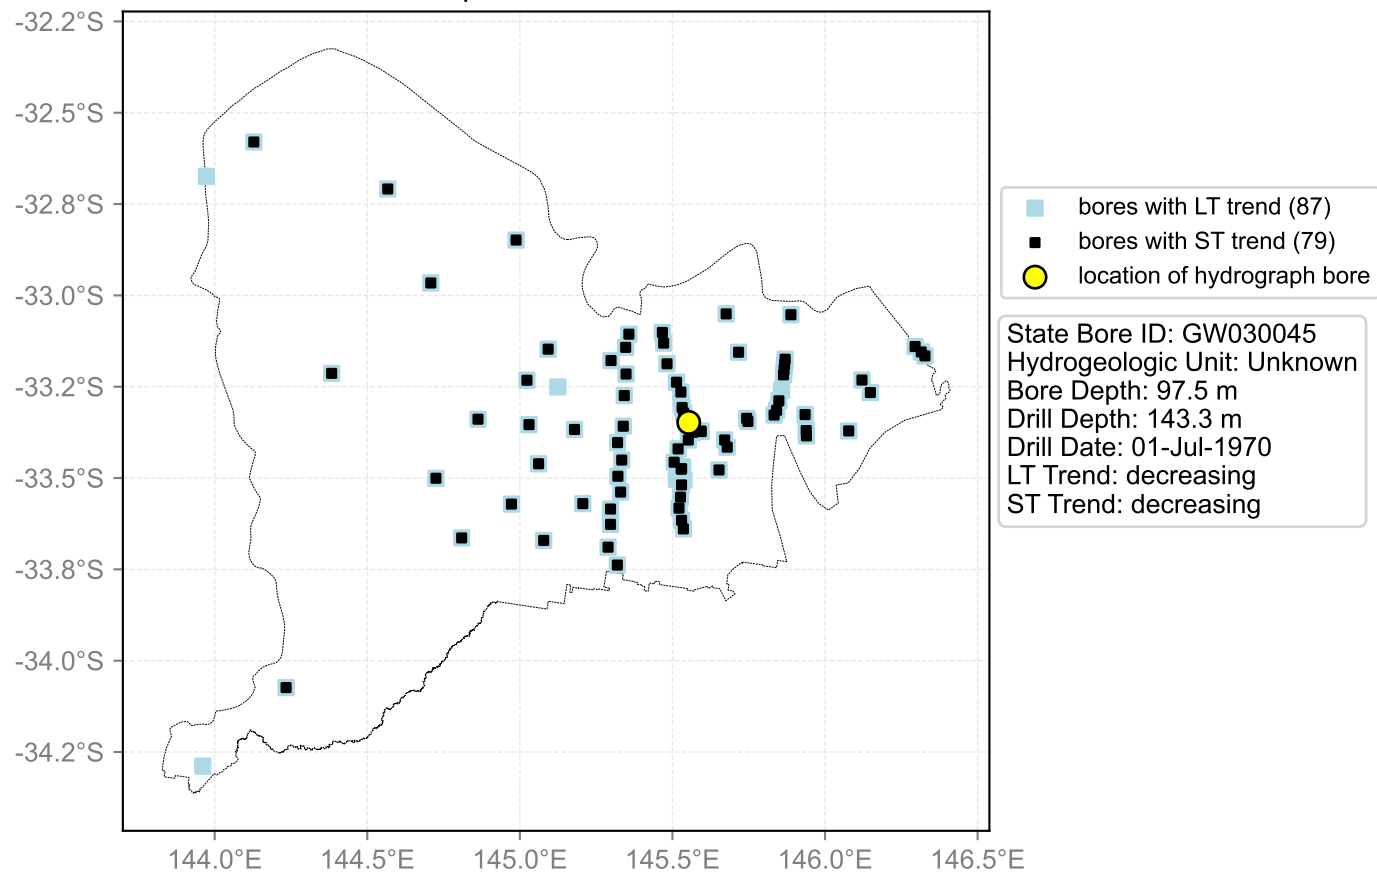 -32.2°S
-32.5°S
-32.8°S
-33.0°S
-33.2°S
-33.5°S
-33.8°S
-34.0°S
-34.2°S
144.0°E
144.5°E
145.0°E
145.5°E
146.0°E
146.5°E
bores with LT trend (87)
bores with ST trend (79)
location of hydrograph bore
State Bore ID: GW030045
Hydrogeologic Unit: Unknown
Bore Depth: 97.5 m
Drill Depth: 143.3 m
Drill Date: 01-Jul-1970
LT Trend: decreasing
ST Trend: decreasing